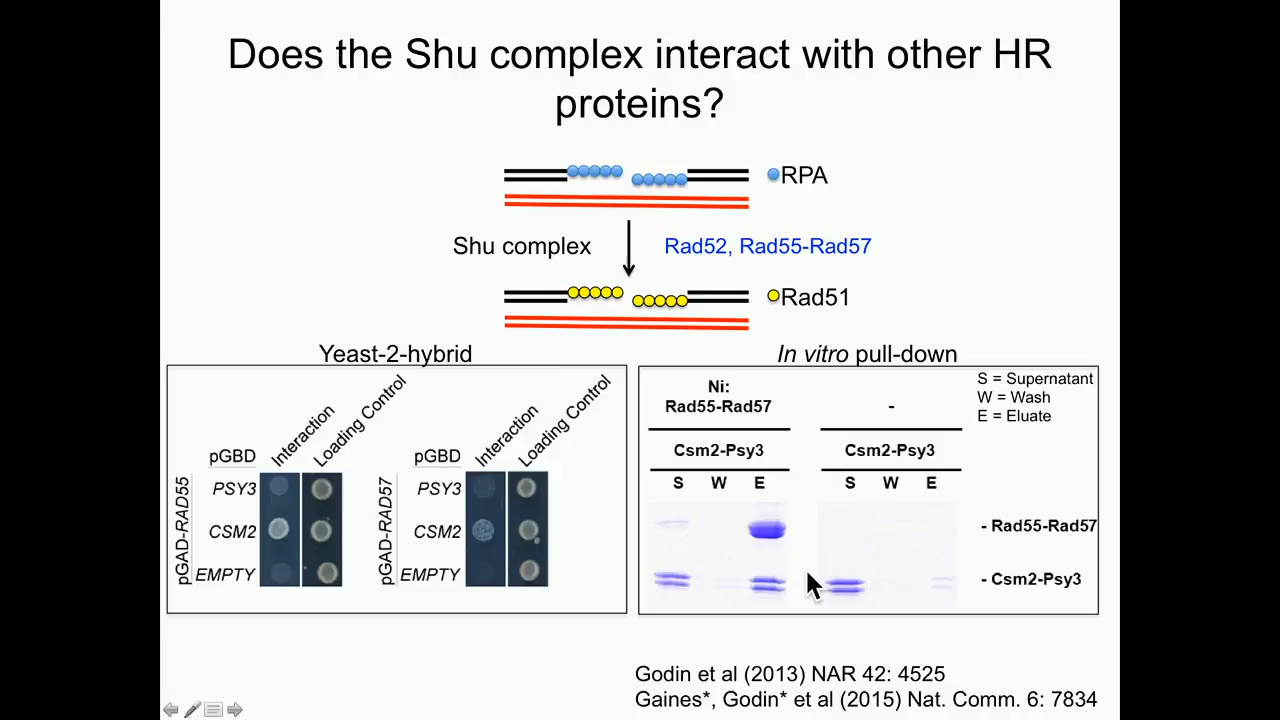 Does the Shu complex interact with other HR
proteins?
RPA
Shu complex
Rad52, Rad55-Rad57
Rad51
Yeast-2-hybrid
pGBD
Interaction
Loading Control
pGAD-RAD55
PSY3
CSM2
EMPTY
pGBD
Interaction
Loading Control
pGAD-RAD57
PSY3
CSM2
EMPTY
In vitro pull-down
S = Supernatant
W = Wash
E = Eluate
Ni:
Rad55-Rad57
-
Csm2-Psy3
Csm2-Psy3
S W E
S W E
- Rad55-Rad57
- Csm2-Psy3
Godin et al (2013) NAR 42: 4525
Gaines*, Godin* et al (2015) Nat. Comm. 6: 7834